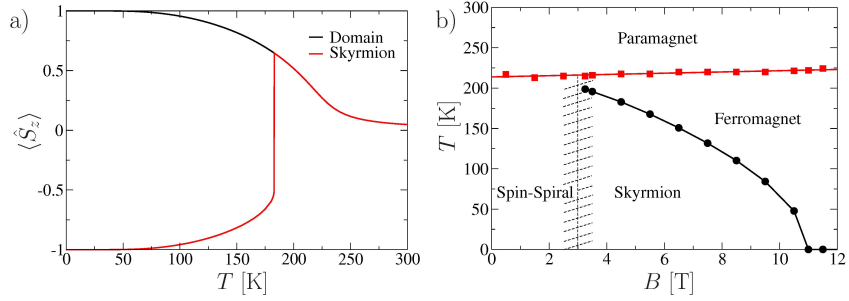 a)
⟨Ŝz⟩
1
0.5
0
-0.5
-1
Domain
Skyrmion
0 50 100 150 200 250 300
T [K]
b)
T [K]
300
250
200
150
100
50
0
Paramagnet
Ferromagnet
Spin-Spiral Skyrmion
0 2 4 6 8 10 12
B [T]